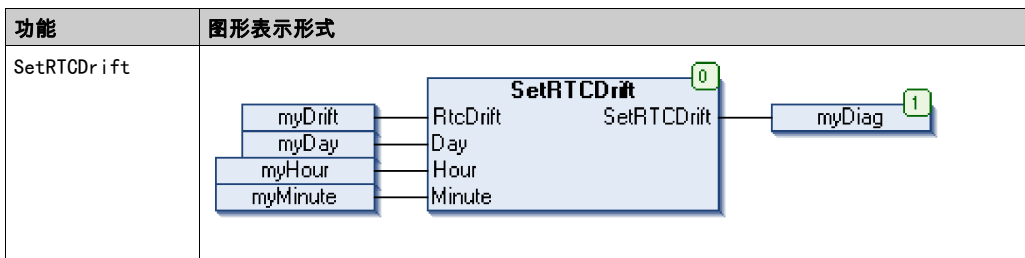 功能 图形表示形式
SetRTCDrift
0
SetRTCDrift
myDrift RtcDrift SetRTCDrift myDiag 1
myDay Day
myHour Hour
myMinute Minute